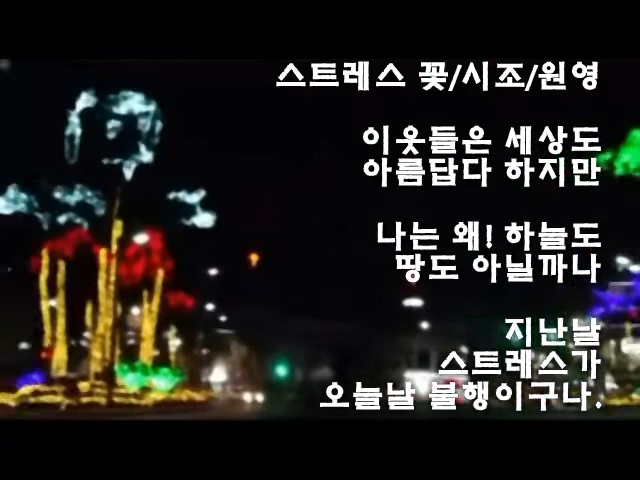 스트레스 꽃/시조/원영
이웃들은 세상도
아름답다 하지만
나는 왜! 하늘도
땅도 아닐까나
지난날
스트레스가
오늘날 불행이구나.